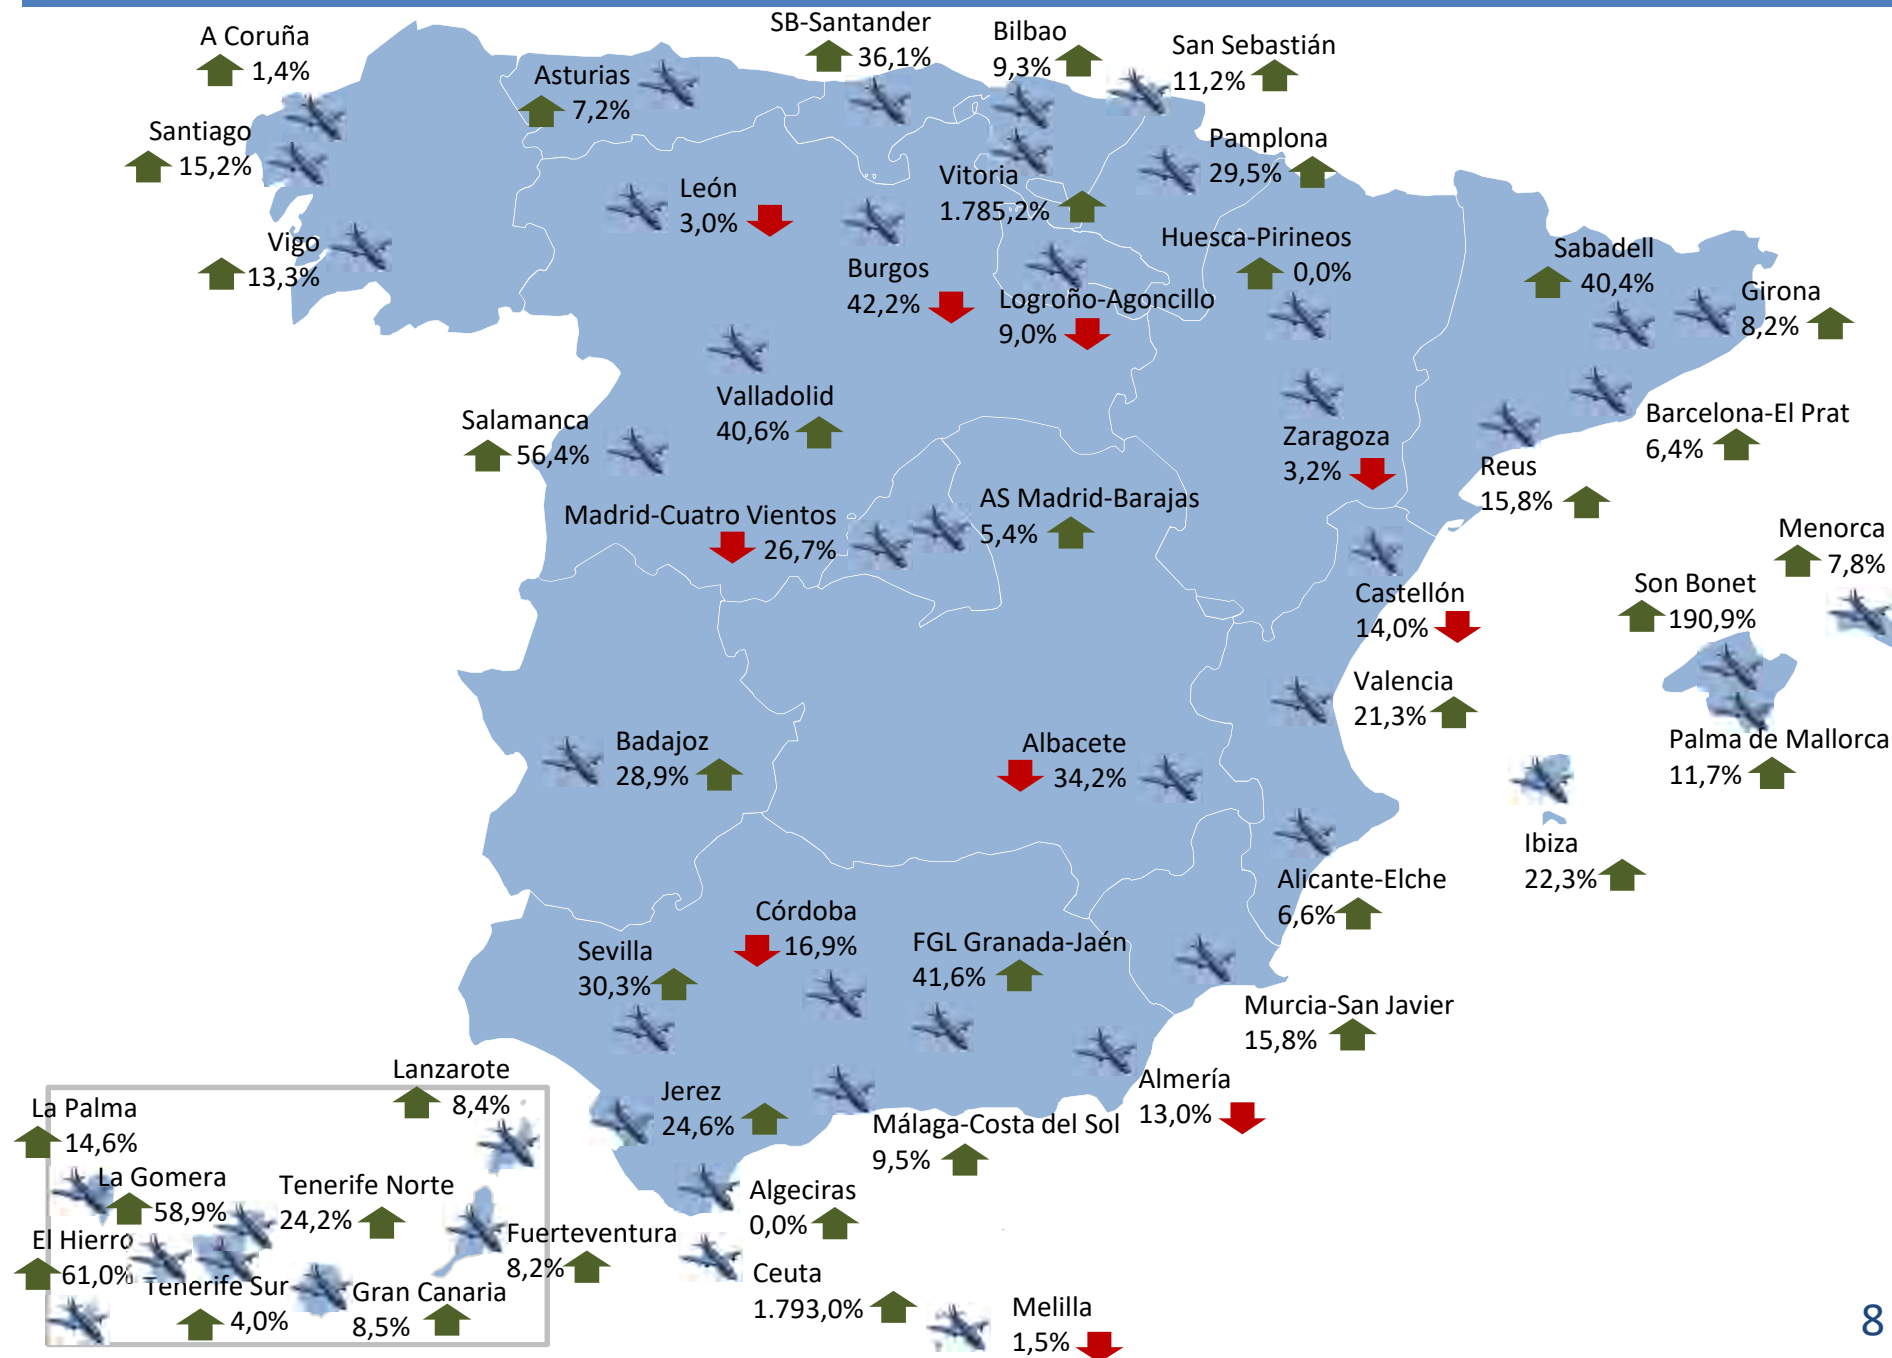 A Coruña
1,4%
SB-Santander
36,1%
Bilbao
9,3%
San Sebastián
11,2%
Asturias
7,2%
Santiago
15,2%
Pamplona
29,5%
León
3,0%
Vitoria
1.785,2%
Vigo
13,3%
Huesca-Pirineos
0,0%
Sabadell
40,4%
Burgos
42,2%
Logroño-Agoncillo
9,0%
Girona
8,2%
Valladolid
40,6%
Salamanca
56,4%
Zaragoza
3,2%
Barcelona-El Prat
6,4%
Reus
15,8%
Madrid-Cuatro Vientos
26,7%
AS Madrid-Barajas
5,4%
Menorca
7,8%
Castellón
14,0%
Son Bonet
190,9%
Valencia
21,3%
Palma de Mallorca
11,7%
Badajoz
28,9%
Albacete
34,2%
Ibiza
22,3%
Alicante-Elche
6,6%
Córdoba
16,9%
Sevilla
30,3%
FGL Granada-Jaén
41,6%
Murcia-San Javier
15,8%
Lanzarote
8,4%
Jerez
24,6%
Almería
13,0%
La Palma
14,6%
Málaga-Costa del Sol
9,5%
La Gomera
58,9%
Tenerife Norte
24,2%
Algeciras
0,0%
El Hierro
61,0%
Fuerteventura
8,2%
Tenerife Sur
4,0%
Gran Canaria
8,5%
Ceuta
1.793,0%
Melilla
1,5%
8